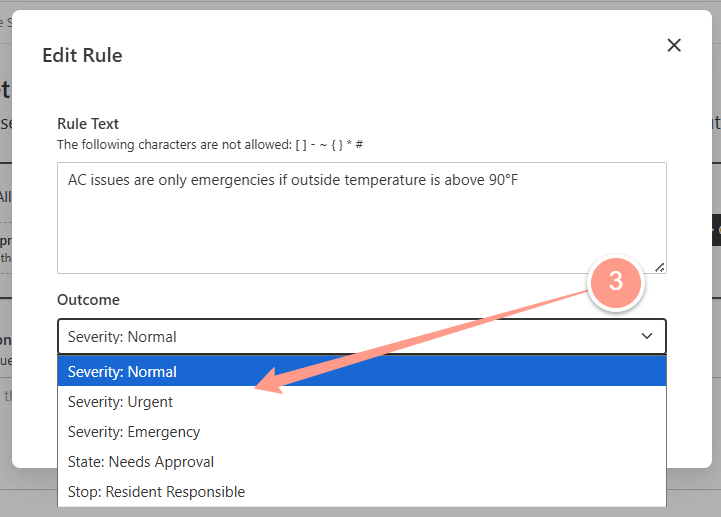 Edit Rule
Rule Text
The following characters are not allowed: [ ] - ~ { } * #
AC issues are only emergencies if outside temperature is above 90°F
3
Outcome
Severity: Normal
Severity: Normal
Severity: Urgent
Severity: Emergency
State: Needs Approval
Stop: Resident Responsible